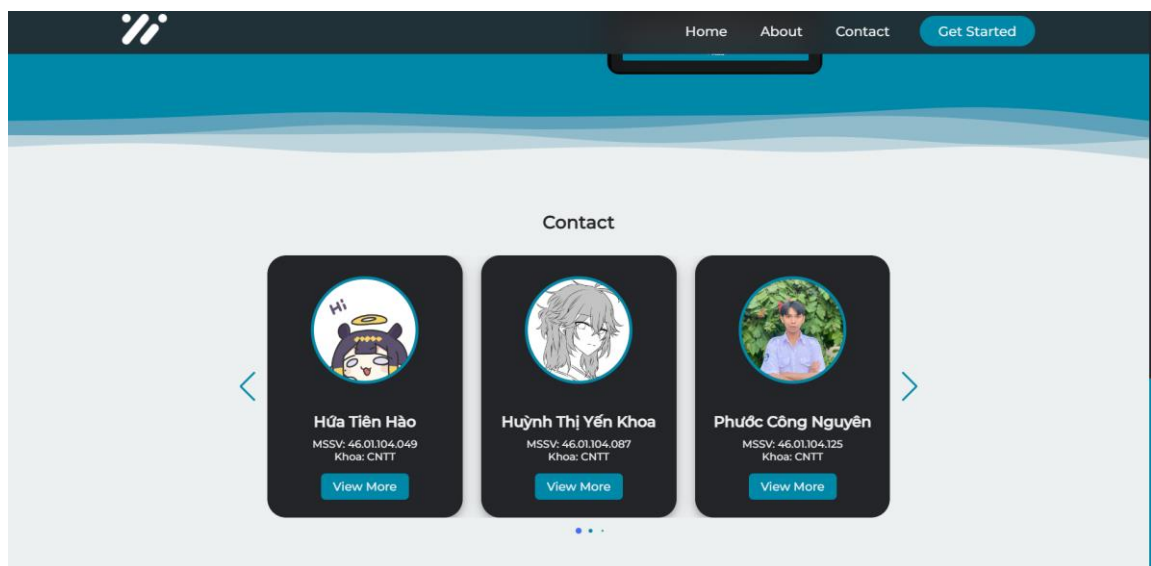 Home About Contact Get Started
Contact
Hi
Hứa Tiên Hào
MSSV: 46.01.104.049
Khoa: CNTT
View More
Huỳnh Thị Yến Khoa
MSSV: 46.01.104.087
Khoa: CNTT
View More
Phước Công Nguyên
MSSV: 46.01.104.125
Khoa: CNTT
View More